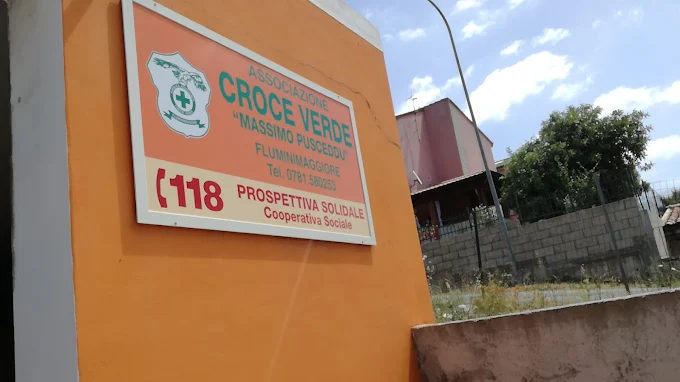 ASSOCIAZIONE
CROCE VERDE
"MASSIMO PUSCEDDU"
FLUMINIMAGGIORE
Tel. 0781.580253
118
PROSPETTIVA SOLIDALE
Cooperativa Sociale